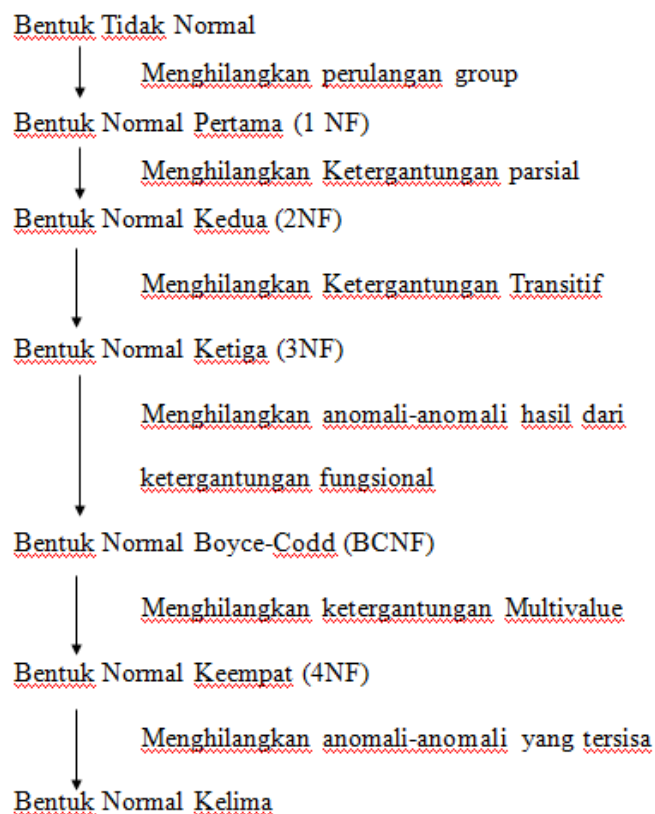 Bentuk Tidak Normal
Menghilangkan perulangan group
Bentuk Normal Pertama (1 NF)
Menghilangkan Ketergantungan parsial
Bentuk Normal Kedua (2NF)
Menghilangkan Ketergantungan Transitif
Bentuk Normal Ketiga (3NF)
Menghilangkan anomali-anomali hasil dari
ketergantungan fungsional
Bentuk Normal Boyce-Codd (BCNF)
Menghilangkan ketergantungan Multivalue
Bentuk Normal Keempat (4NF)
Menghilangkan anomali-anomali yang tersisa
Bentuk Normal Kelima